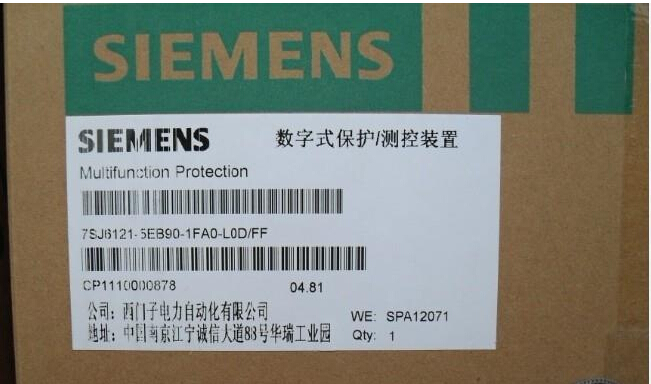 SIEMENS
SIEMENS 数字式保护/测控装置
Multifunction Protection
7SJ6121-5EB90-1FA0-L0D/FF
CP1110000878 04.81
公司: 西门子电力自动化有限公司 WE: SPA12071
地址: 中国南京江宁诚信大道88号华瑞工业园 Qty: 1